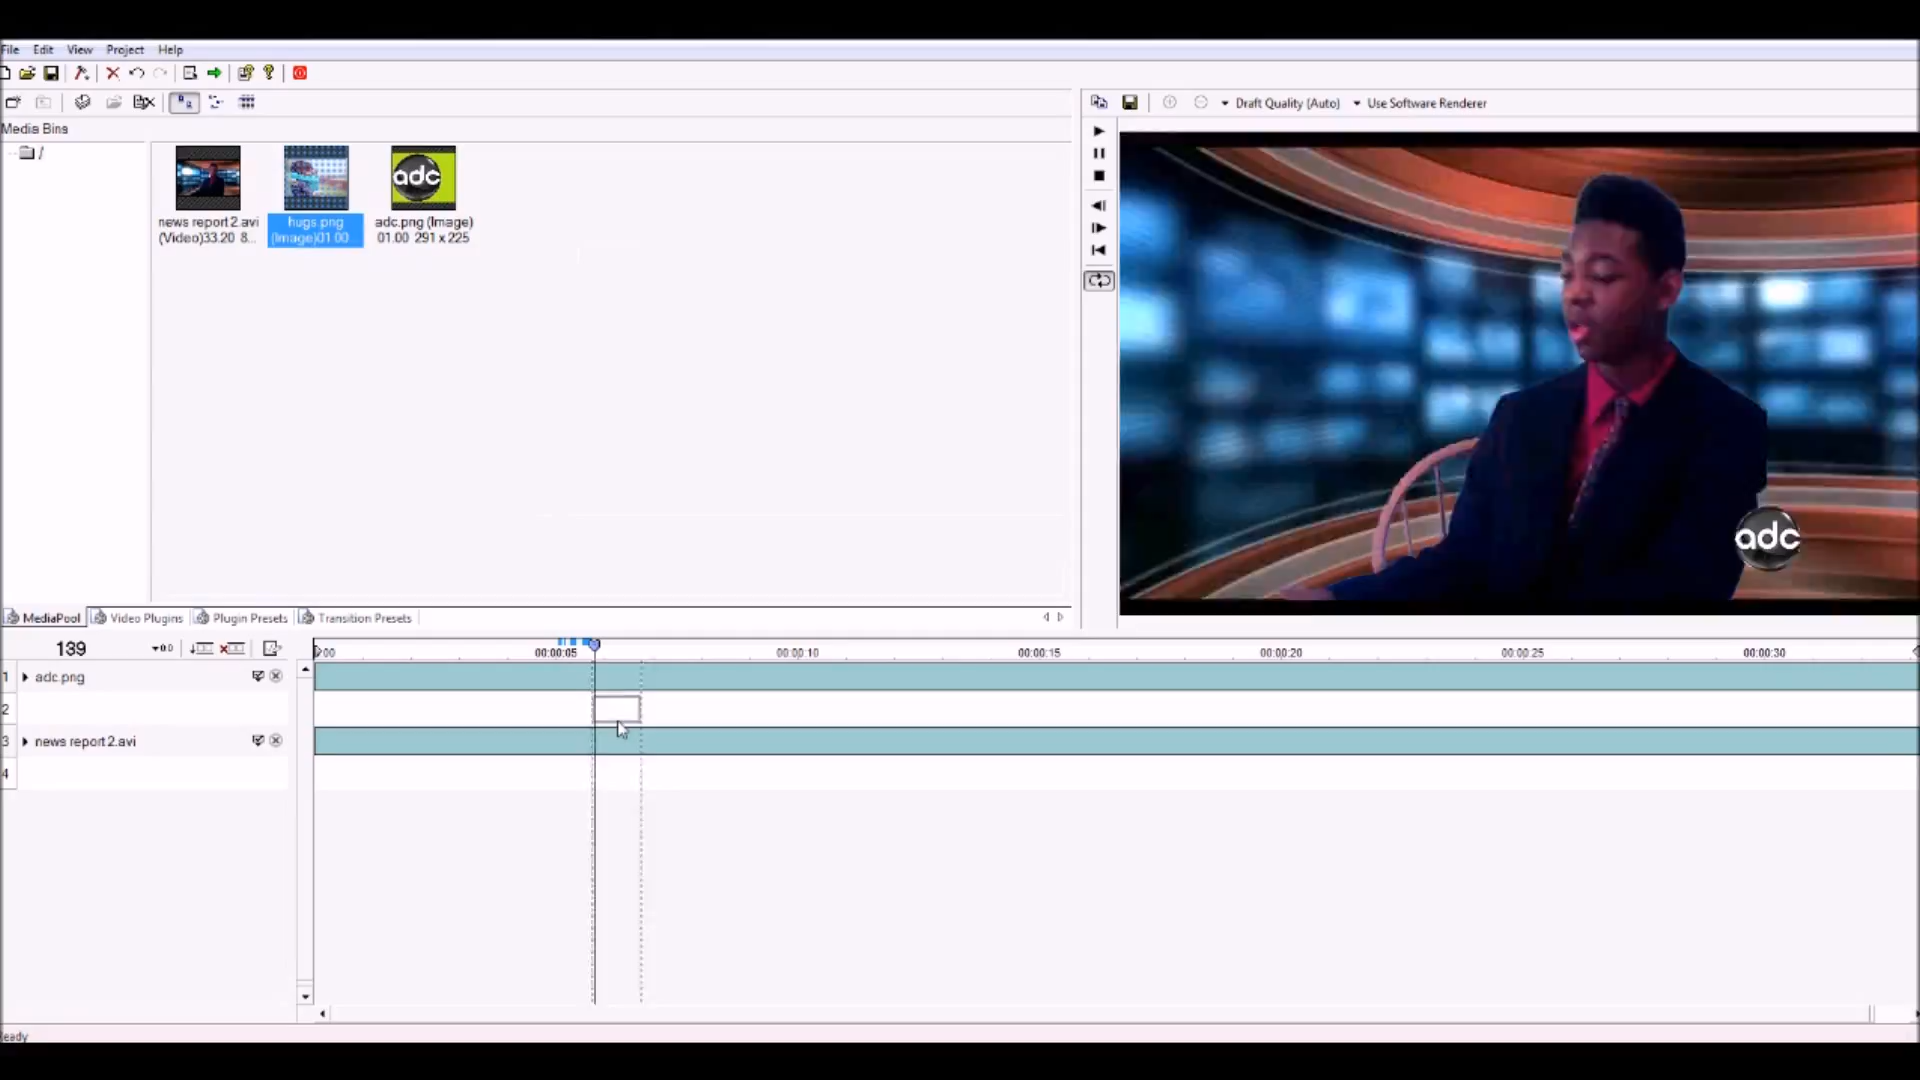 File Edit View Project Help
Draft Quality (Auto) Use Software Renderer
Media Bins
/
adc
news report 2.avi
(Video)33.20 8...
hugs.png
(Image)01.00...
adc.png (Image)
01.00 291 x 225
adc
MediaPool Video Plugins Plugin Presets Transition Presets
139
00:00:05 00:00:10 00:00:15 00:00:20 00:00:25 00:00:30
1 adc.png
2
3 news report 2.avi
4